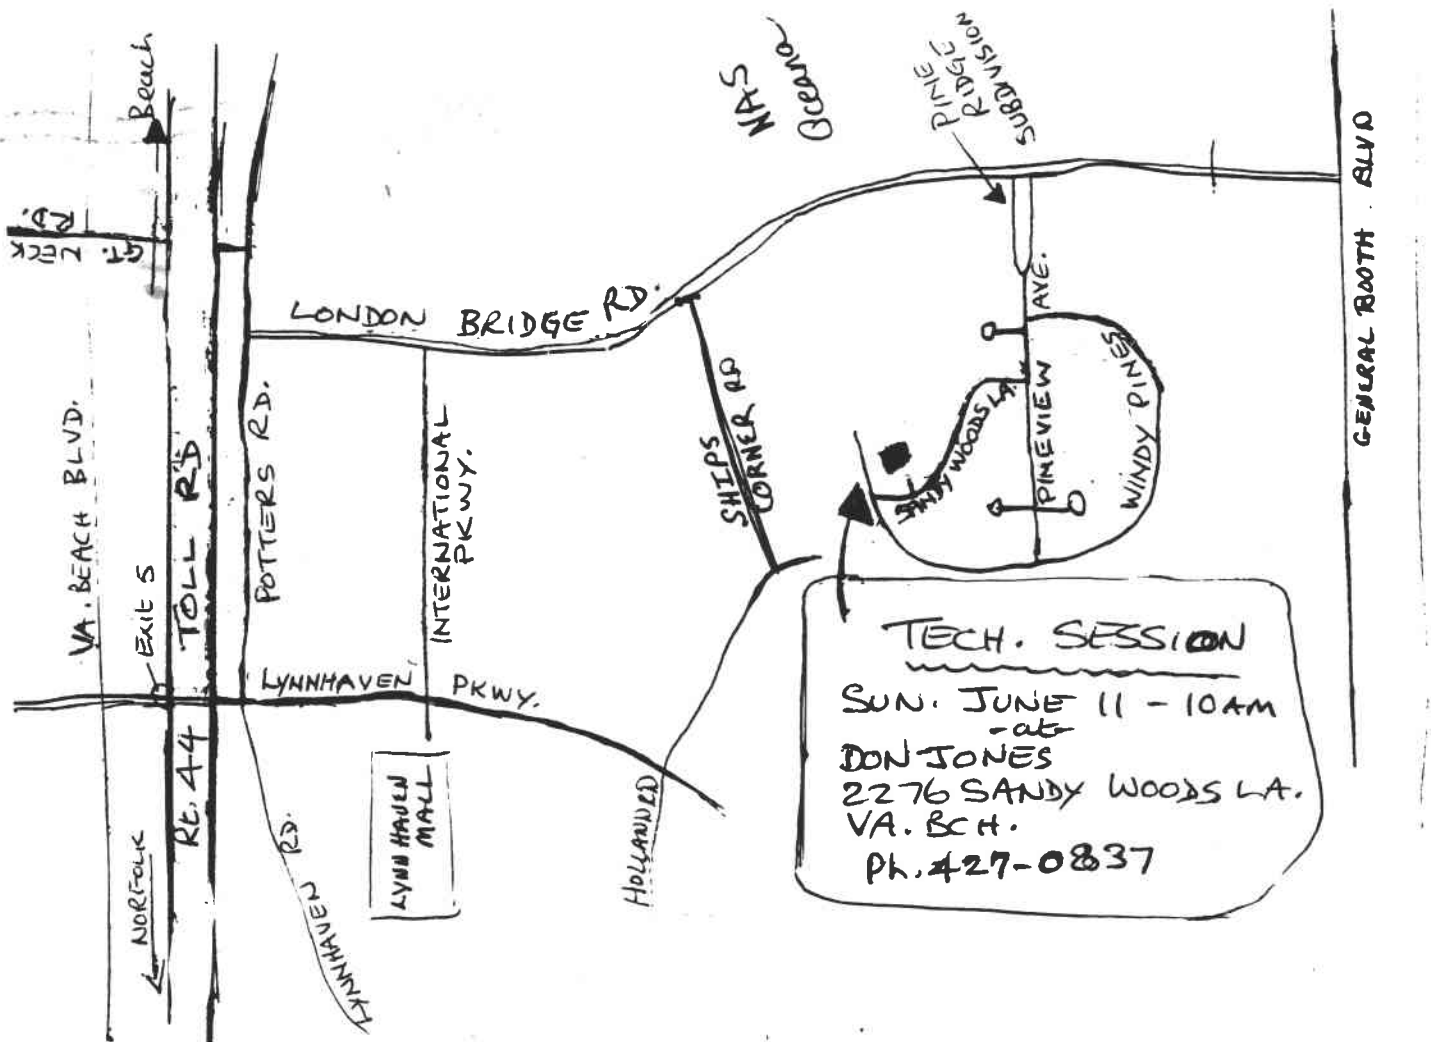 Beach
NAS
Oceana
PINE
RIDGE
SUBDIVISION
GT. NECK
RD.
LONDON BRIDGE RD.
GENERAL BOOTH BLVD
VA. BEACH BLVD.
Exit 5
TOLL RD
Rt. 44
POTTERS RD.
INTERNATIONAL
PKWY.
SHIPS
CORNER RD
SANDY WOODS LA.
PINEVIEW AVE.
WINDY PINES
LYNNHAVEN PKWY.
NORFOLK
LYNNHAVEN RD.
LYNNHAVEN
MALL
HOLLAND RD
TECH. SESSION
SUN. JUNE 11 - 10 AM
- at -
DON JONES
2276 SANDY WOODS LA.
VA. BCH.
Ph. 427-0837